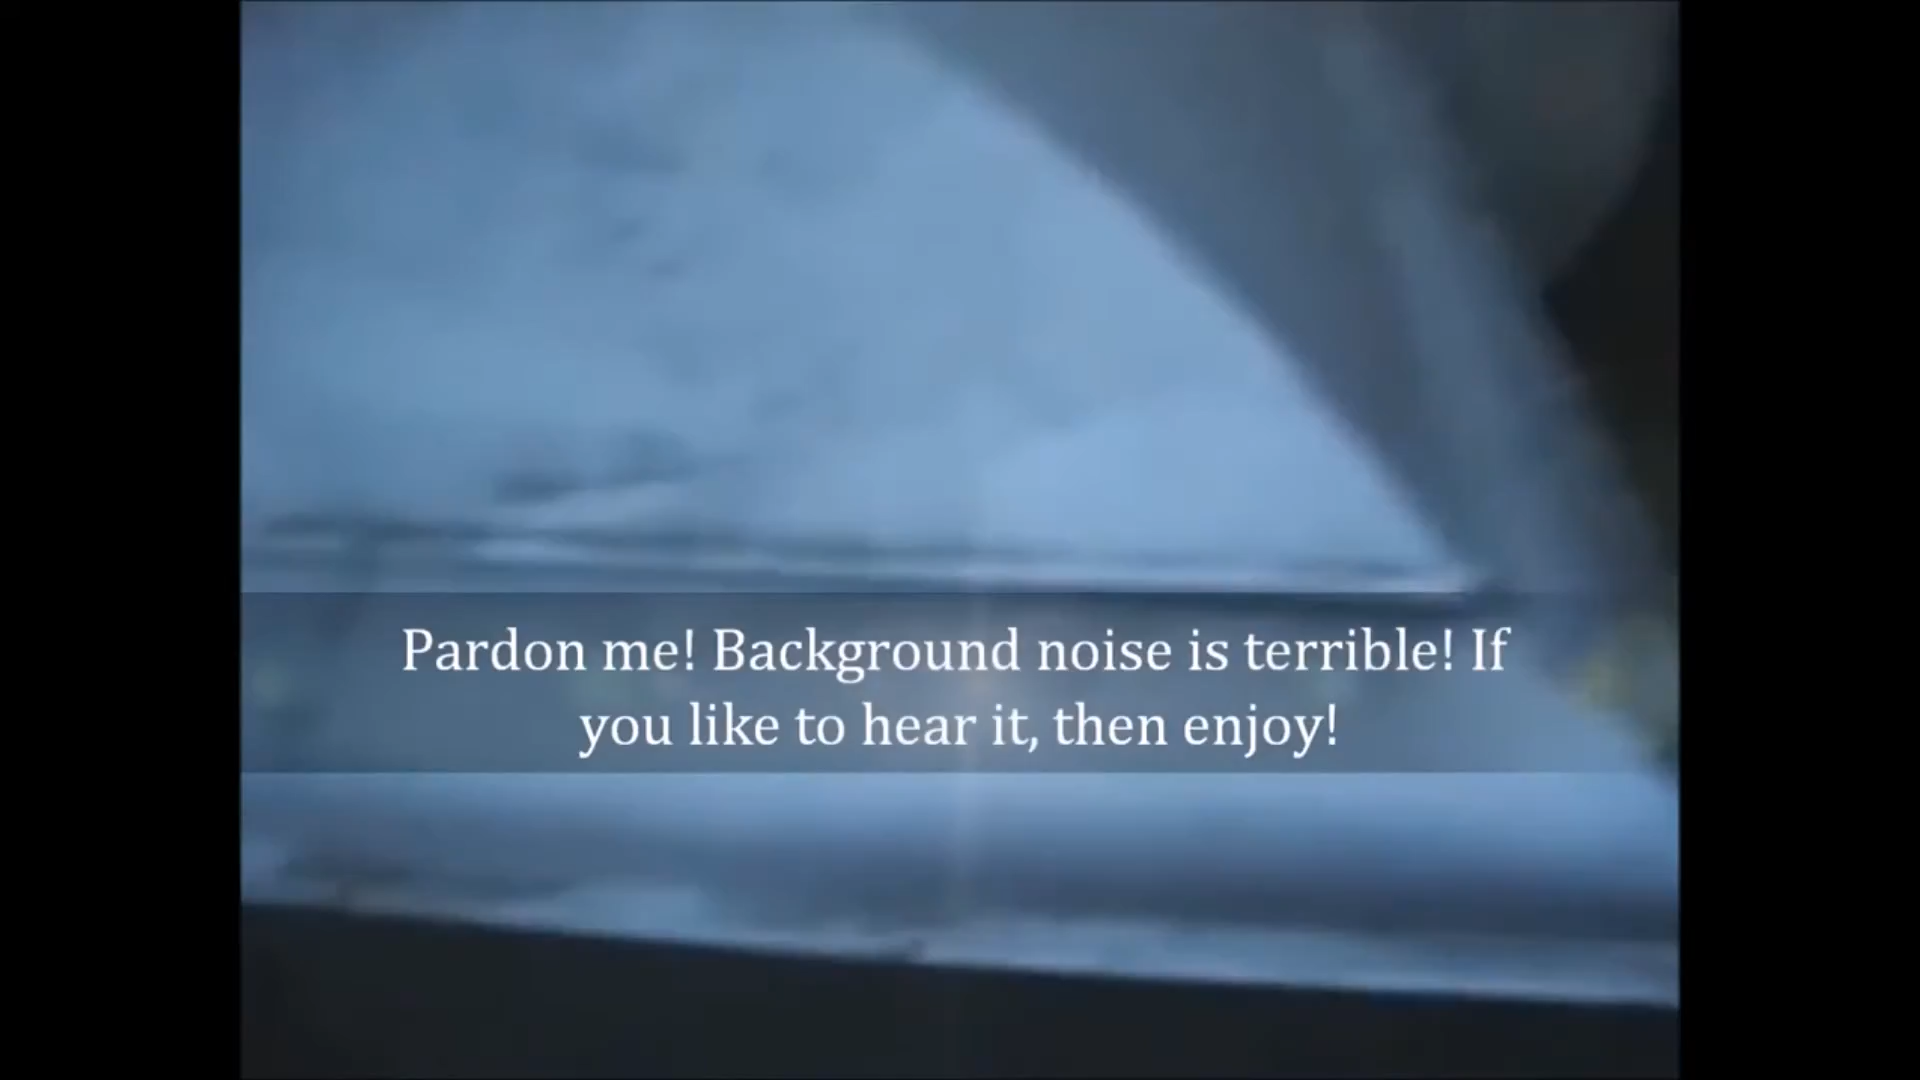 Pardon me! Background noise is terrible! If
you like to hear it, then enjoy!